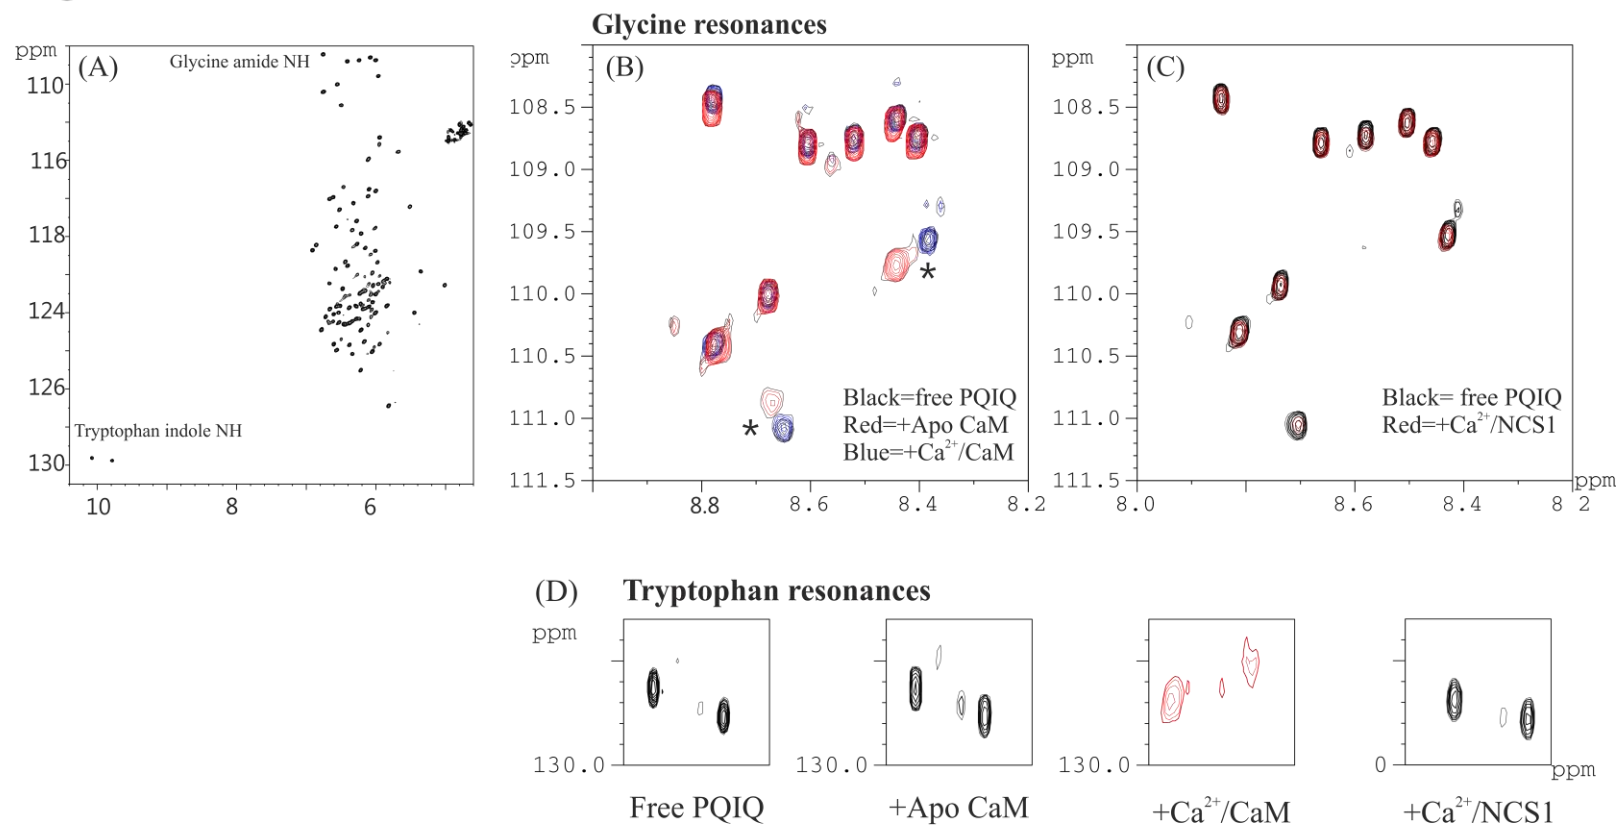 Glycine resonances
ppm
(A)
Glycine amide NH
110
116
118
124
126
130
Tryptophan indole NH
10
8
6
ppm
(B)
108.5
109.0
109.5
110.0
110.5
111.0
111.5
*
*
Black=free PQIQ
Red=+Apo CaM
Blue=+Ca²⁺/CaM
8.8
8.6
8.4
8.2
ppm
(C)
108.5
109.0
109.5
110.0
110.5
111.0
111.5
Black= free PQIQ
Red=+Ca²⁺/NCS1
ppm
8.0
8.6
8.4
8 2
(D) Tryptophan resonances
ppm
130.0
130.0
130.0
0
ppm
Free PQIQ
+Apo CaM
+Ca²⁺/CaM
+Ca²⁺/NCS1